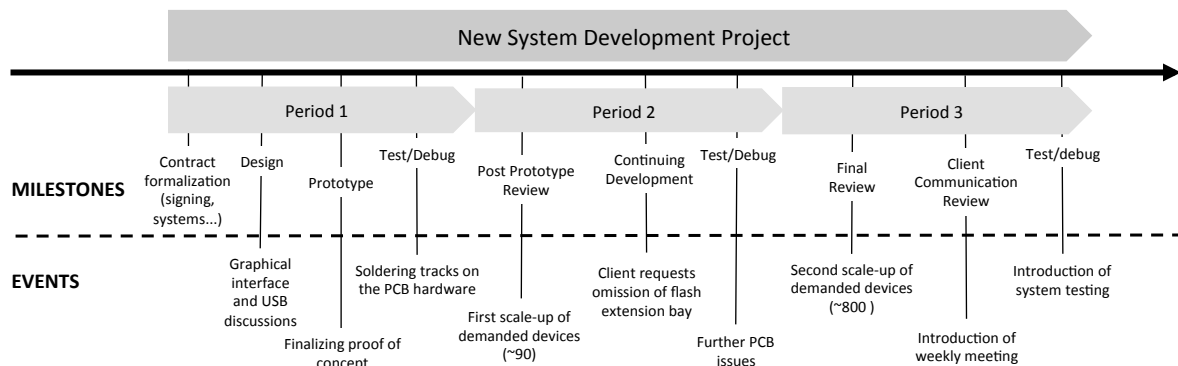 New System Development Project
Period 1
Period 2
Period 3
MILESTONES
Contract
formalization
(signing,
systems...)
Design
Prototype
Test/Debug
Post Prototype
Review
Continuing
Development
Test/Debug
Final
Review
Client
Communication
Review
Test/debug
EVENTS
Graphical
interface
and USB
discussions
Finalizing proof of
concept
Soldering tracks on
the PCB hardware
First scale-up of
demanded devices
(~90)
Client requests
omission of flash
extension bay
Further PCB
issues
Second scale-up of
demanded devices
(~800 )
Introduction of
weekly meeting
Introduction of
system testing